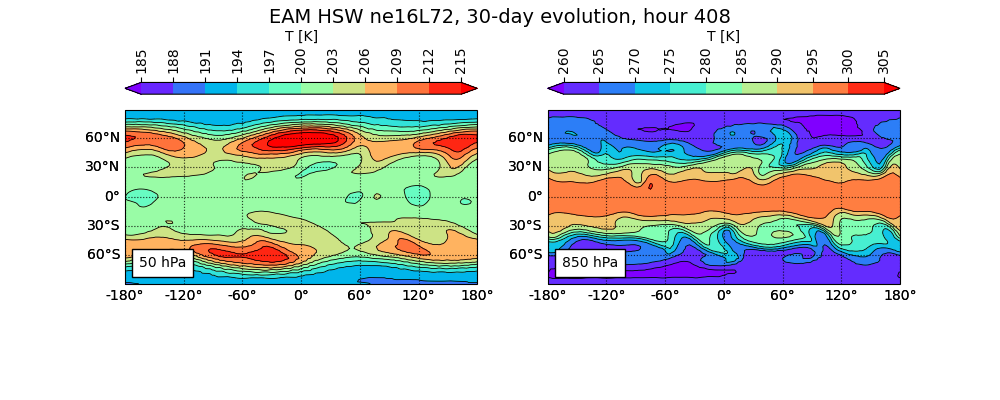 EAM HSW ne16L72, 30-day evolution, hour 408
T [K]
185 188 191 194 197 200 203 206 209 212 215
60°N
30°N
0°
30°S
60°S
50 hPa
-180° -120° -60° 0° 60° 120° 180°
T [K]
260 265 270 275 280 285 290 295 300 305
60°N
30°N
0°
30°S
60°S
850 hPa
-180° -120° -60° 0° 60° 120° 180°